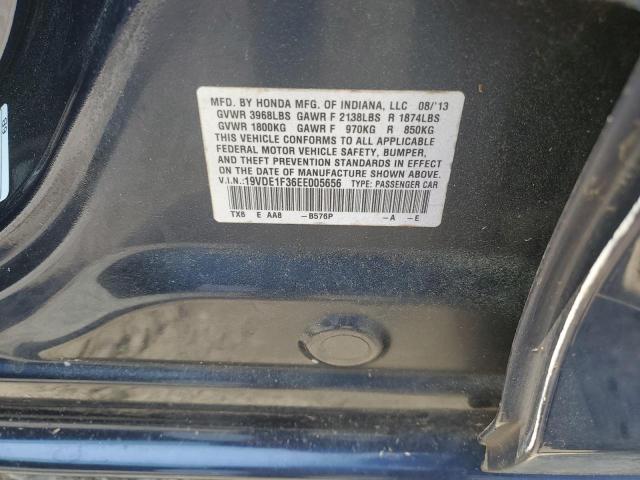 MFD. BY HONDA MFG. OF INDIANA, LLC 08/'13
GVWR 3968LBS GAWR F 2138LBS R 1874LBS
GVWR 1800KG GAWR F 970KG R 850KG
THIS VEHICLE CONFORMS TO ALL APPLICABLE
FEDERAL MOTOR VEHICLE SAFETY, BUMPER,
AND THEFT PREVENTION STANDARDS IN EFFECT
ON THE DATE OF MANUFACTURE SHOWN ABOVE.
V.I.N.: 19VDE1F36EE005656 TYPE: PASSENGER CAR
TX6 E AA8 -B576P -A -E